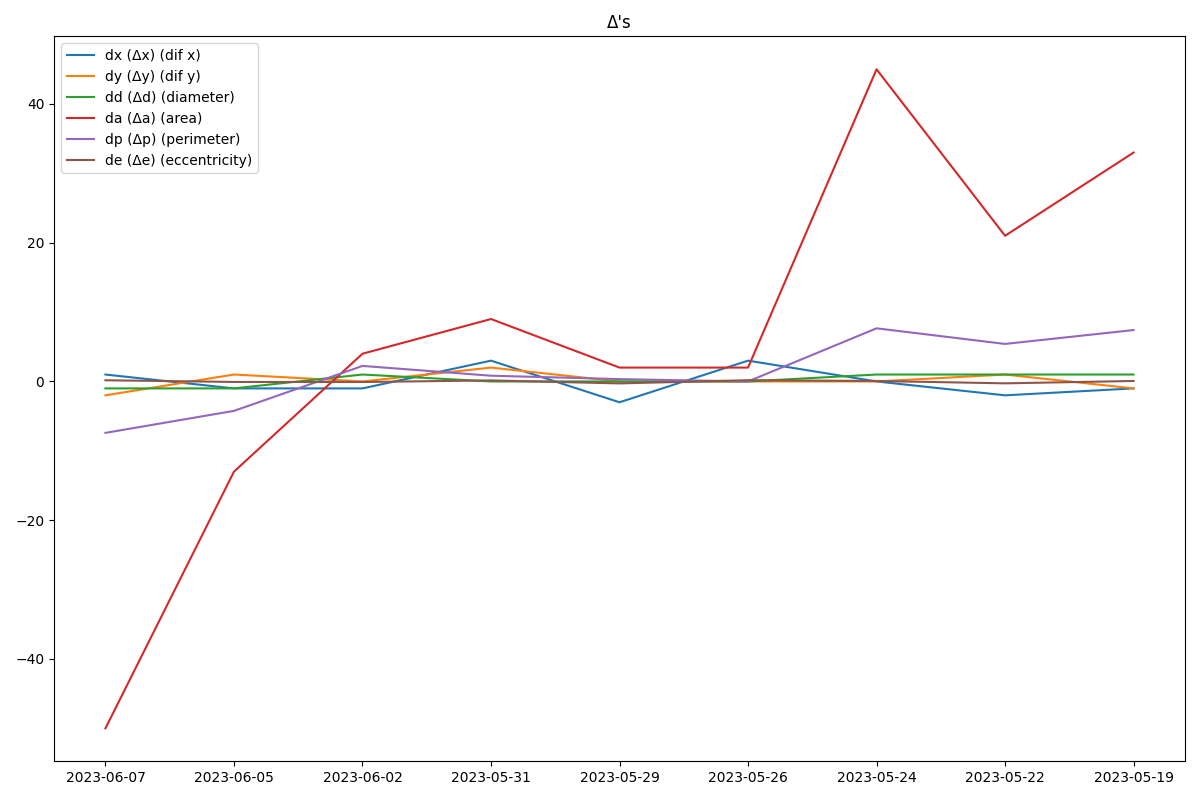 Δ's
dx (Δx) (dif x)
dy (Δy) (dif y)
dd (Δd) (diameter)
da (Δa) (area)
dp (Δp) (perimeter)
de (Δe) (eccentricity)
40
20
0
−20
−40
2023-06-07 2023-06-05 2023-06-02 2023-05-31 2023-05-29 2023-05-26 2023-05-24 2023-05-22 2023-05-19